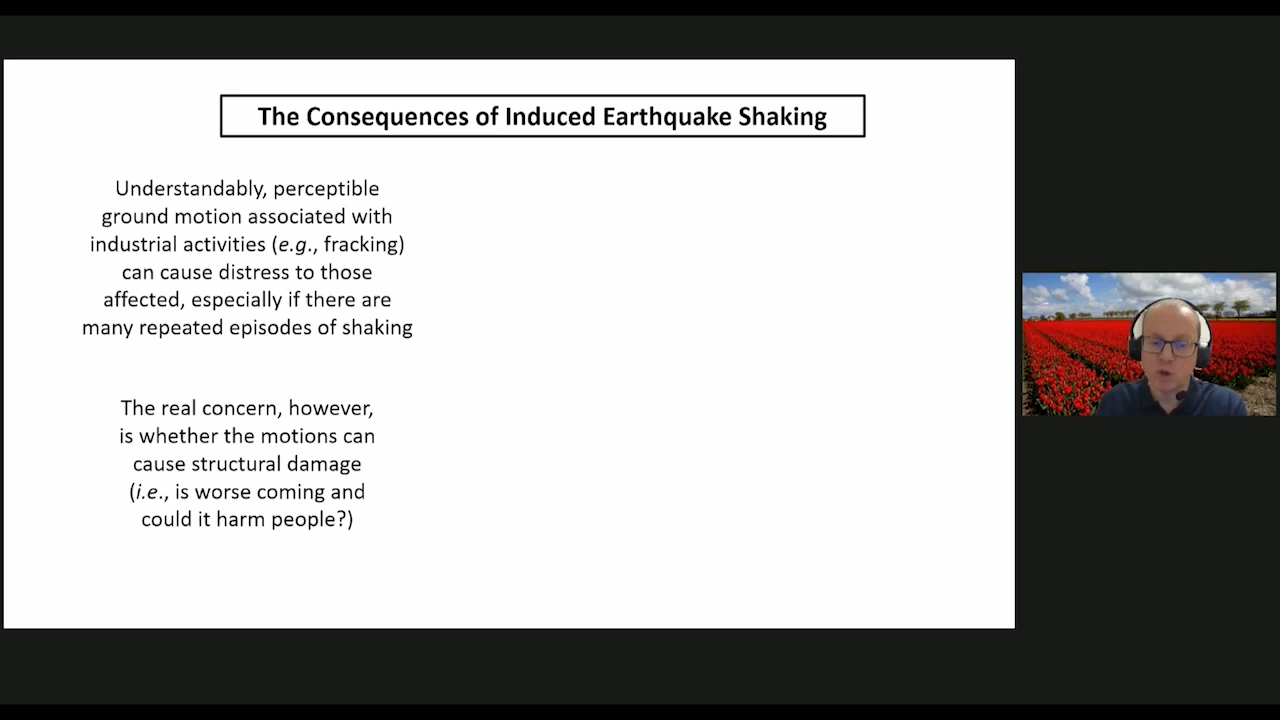 The Consequences of Induced Earthquake Shaking
Understandably, perceptible
ground motion associated with
industrial activities (e.g., fracking)
can cause distress to those
affected, especially if there are
many repeated episodes of shaking
The real concern, however,
is whether the motions can
cause structural damage
(i.e., is worse coming and
could it harm people?)